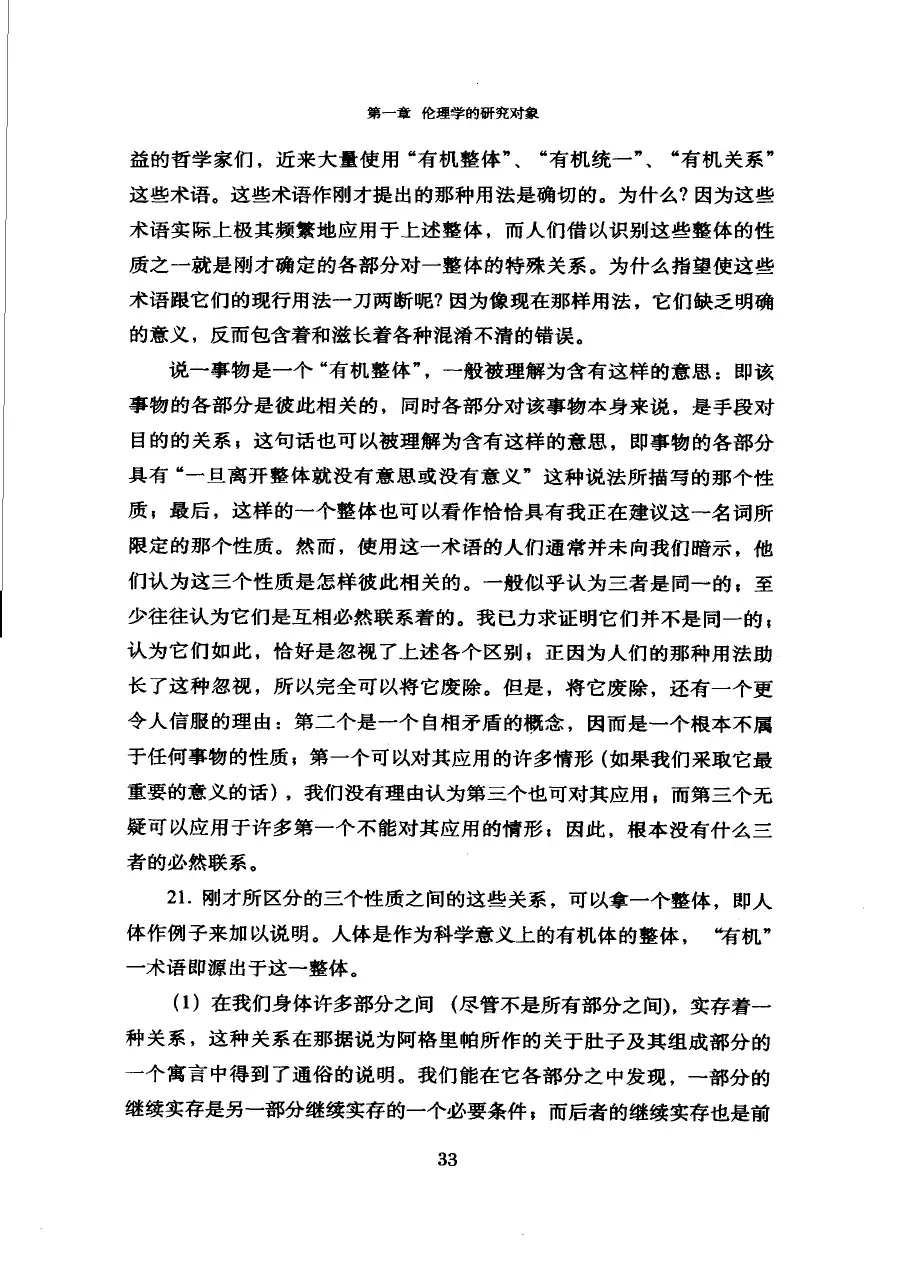 第一章 伦理学的研究对象
益的哲学家们，近来大量使用“有机整体”、“有机统一”、“有机关系”
这些术语。这些术语作刚才提出的那种用法是确切的。为什么？因为这些
术语实际上极其频繁地应用于上述整体，而人们借以识别这些整体的性
质之一就是刚才确定的各部分对一整体的特殊关系。为什么指望使这些
术语跟它们的现行用法一刀两断呢？因为像现在那样用法，它们缺乏明确
的意义，反而包含着和滋长着各种混淆不清的错误。
说一事物是一个“有机整体”，一般被理解为含有这样的意思：即该
事物的各部分是彼此相关的，同时各部分对该事物本身来说，是手段对
目的的关系；这句话也可以被理解为含有这样的意思，即事物的各部分
具有“一旦离开整体就没有意思或没有意义”这种说法所描写的那个性
质；最后，这样的一个整体也可以看作恰恰具有我正在建议这一名词所
限定的那个性质。然而，使用这一术语的人们通常并未向我们暗示，他
们认为这三个性质是怎样彼此相关的。一般似乎认为三者是同一的；至
少往往认为它们是互相必然联系着的。我已力求证明它们并不是同一的；
认为它们如此，恰好是忽视了上述各个区别；正因为人们的那种用法助
长了这种忽视，所以完全可以将它废除。但是，将它废除，还有一个更
令人信服的理由：第二个是一个自相矛盾的概念，因而是一个根本不属
于任何事物的性质；第一个可以对其应用的许多情形（如果我们采取它最
重要的意义的话），我们没有理由认为第三个也可对其应用；而第三个无
疑可以应用于许多第一个不能对其应用的情形；因此，根本没有什么三
者的必然联系。
21. 刚才所区分的三个性质之间的这些关系，可以拿一个整体，即人
体作例子来加以说明。人体是作为科学意义上的有机体的整体，“有机”
一术语即源出于这一整体。
（1）在我们身体许多部分之间（尽管不是所有部分之间），实存着一
种关系，这种关系在那据说为阿格里帕所作的关于肚子及其组成部分的
一个寓言中得到了通俗的说明。我们能在它各部分之中发现，一部分的
继续实存是另一部分继续实存的一个必要条件；而后者的继续实存也是前
33